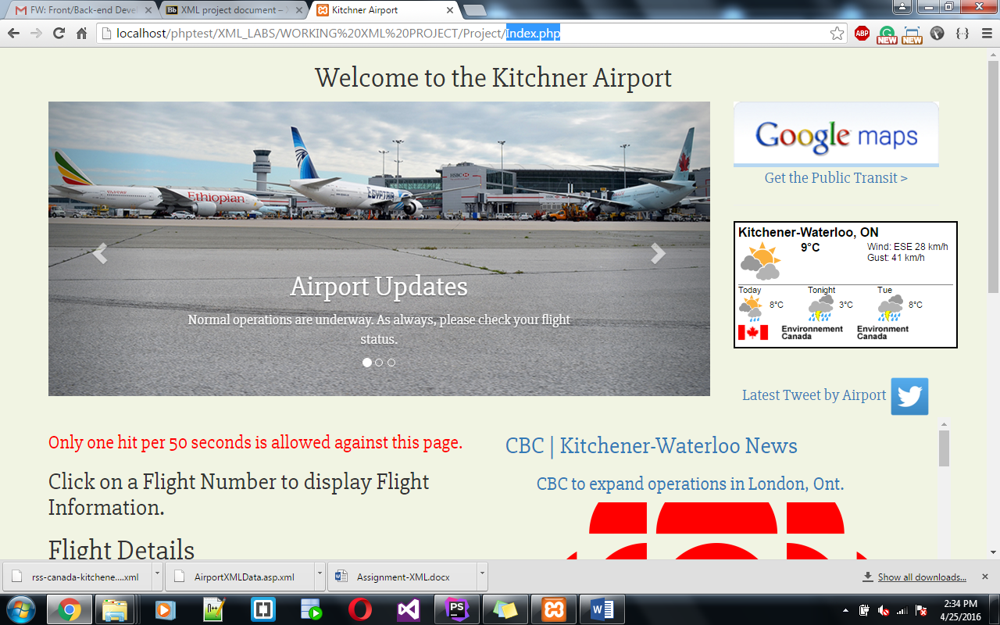 FW: Front/Back-end Deve
XML project document –
Kitchner Airport
localhost/phptest/XML_LABS/WORKING%20XML%20PROJECT/Project/Index.php
ABP
NEW
NEW
Welcome to the Kitchner Airport
Ethiopian
EGYPTAIR
HSBC
Airport Updates
Normal operations are underway. As always, please check your flight
status.
Google maps
Get the Public Transit >
Kitchener-Waterloo, ON
9°C
Wind: ESE 28 km/h
Gust: 41 km/h
Today
Tonight
Tue
8°C
3°C
8°C
Environnement
Canada
Environment
Canada
Latest Tweet by Airport
Only one hit per 50 seconds is allowed against this page.
Click on a Flight Number to display Flight
Information.
Flight Details
CBC | Kitchener-Waterloo News
CBC to expand operations in London, Ont.
rss-canada-kitchene....xml
AirportXMLData.asp.xml
Assignment-XML.docx
Show all downloads...
PS
2:34 PM
4/25/2016